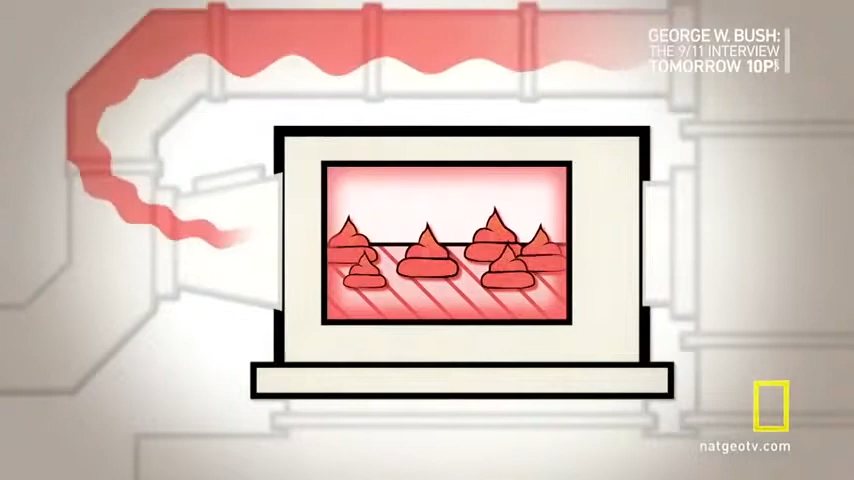 GEORGE W. BUSH:
THE 9/11 INTERVIEW
TOMORROW 10P
natgeotv.com